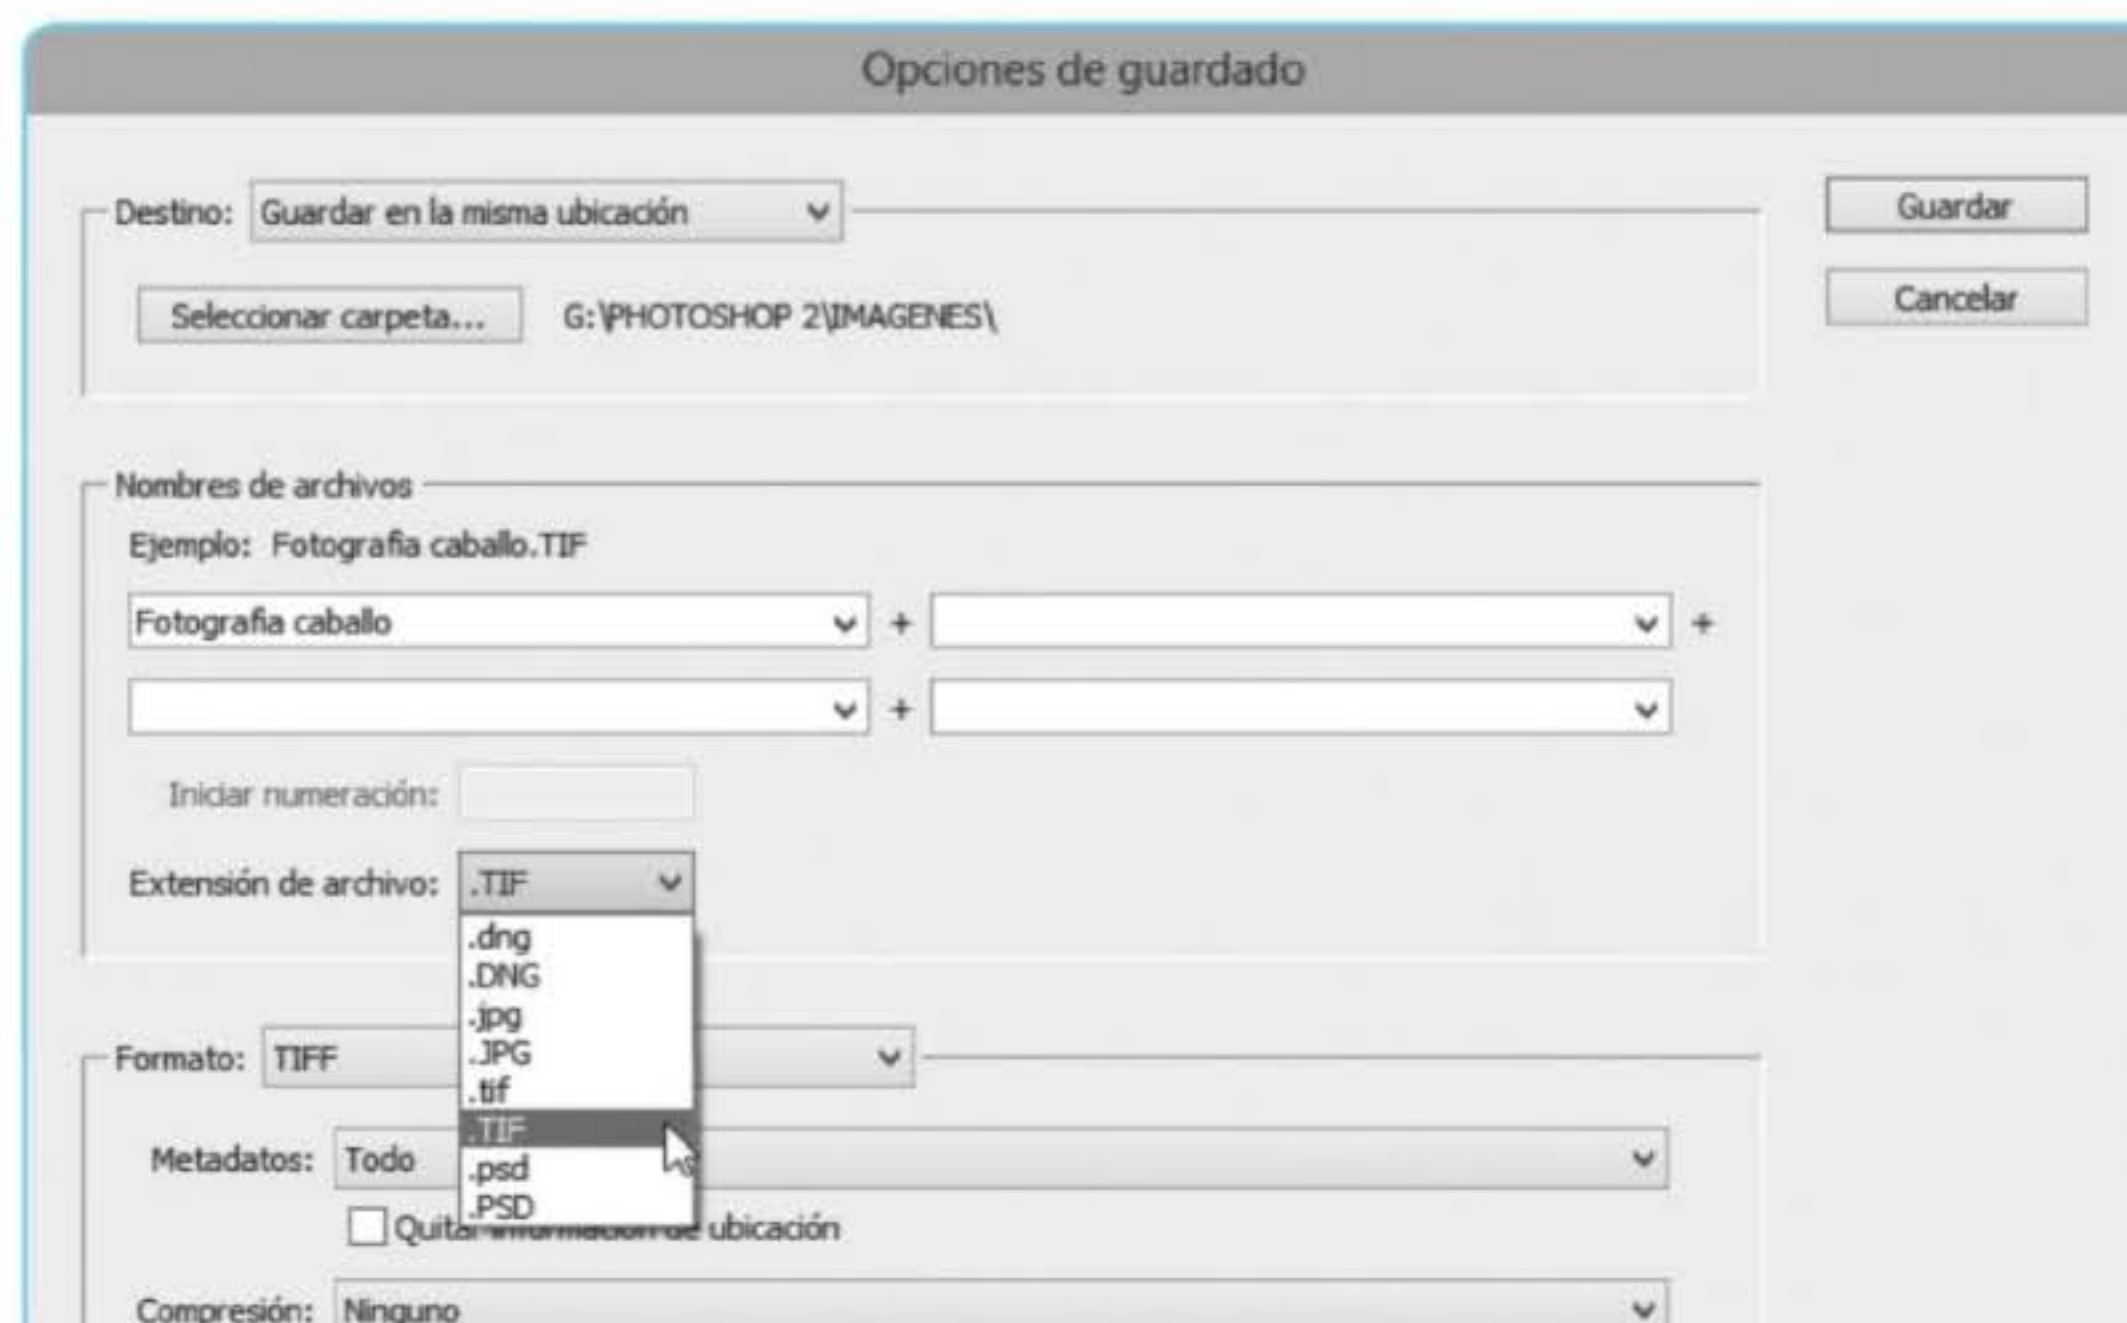 Opciones de guardado
Destino: Guardar en la misma ubicación
Guardar
Seleccionar carpeta... G:\PHOTOSHOP 2\IMAGENES\
Cancelar
Nombres de archivos
Ejemplo: Fotografia caballo.TIF
Fotografia caballo + +
+
Iniciar numeración:
Extensión de archivo: .TIF
.dng
.DNG
.jpg
.JPG
.tif
.TIF
.psd
.PSD
Formato: TIFF
Metadatos: Todo
ubicación
Compresión: Ninguno